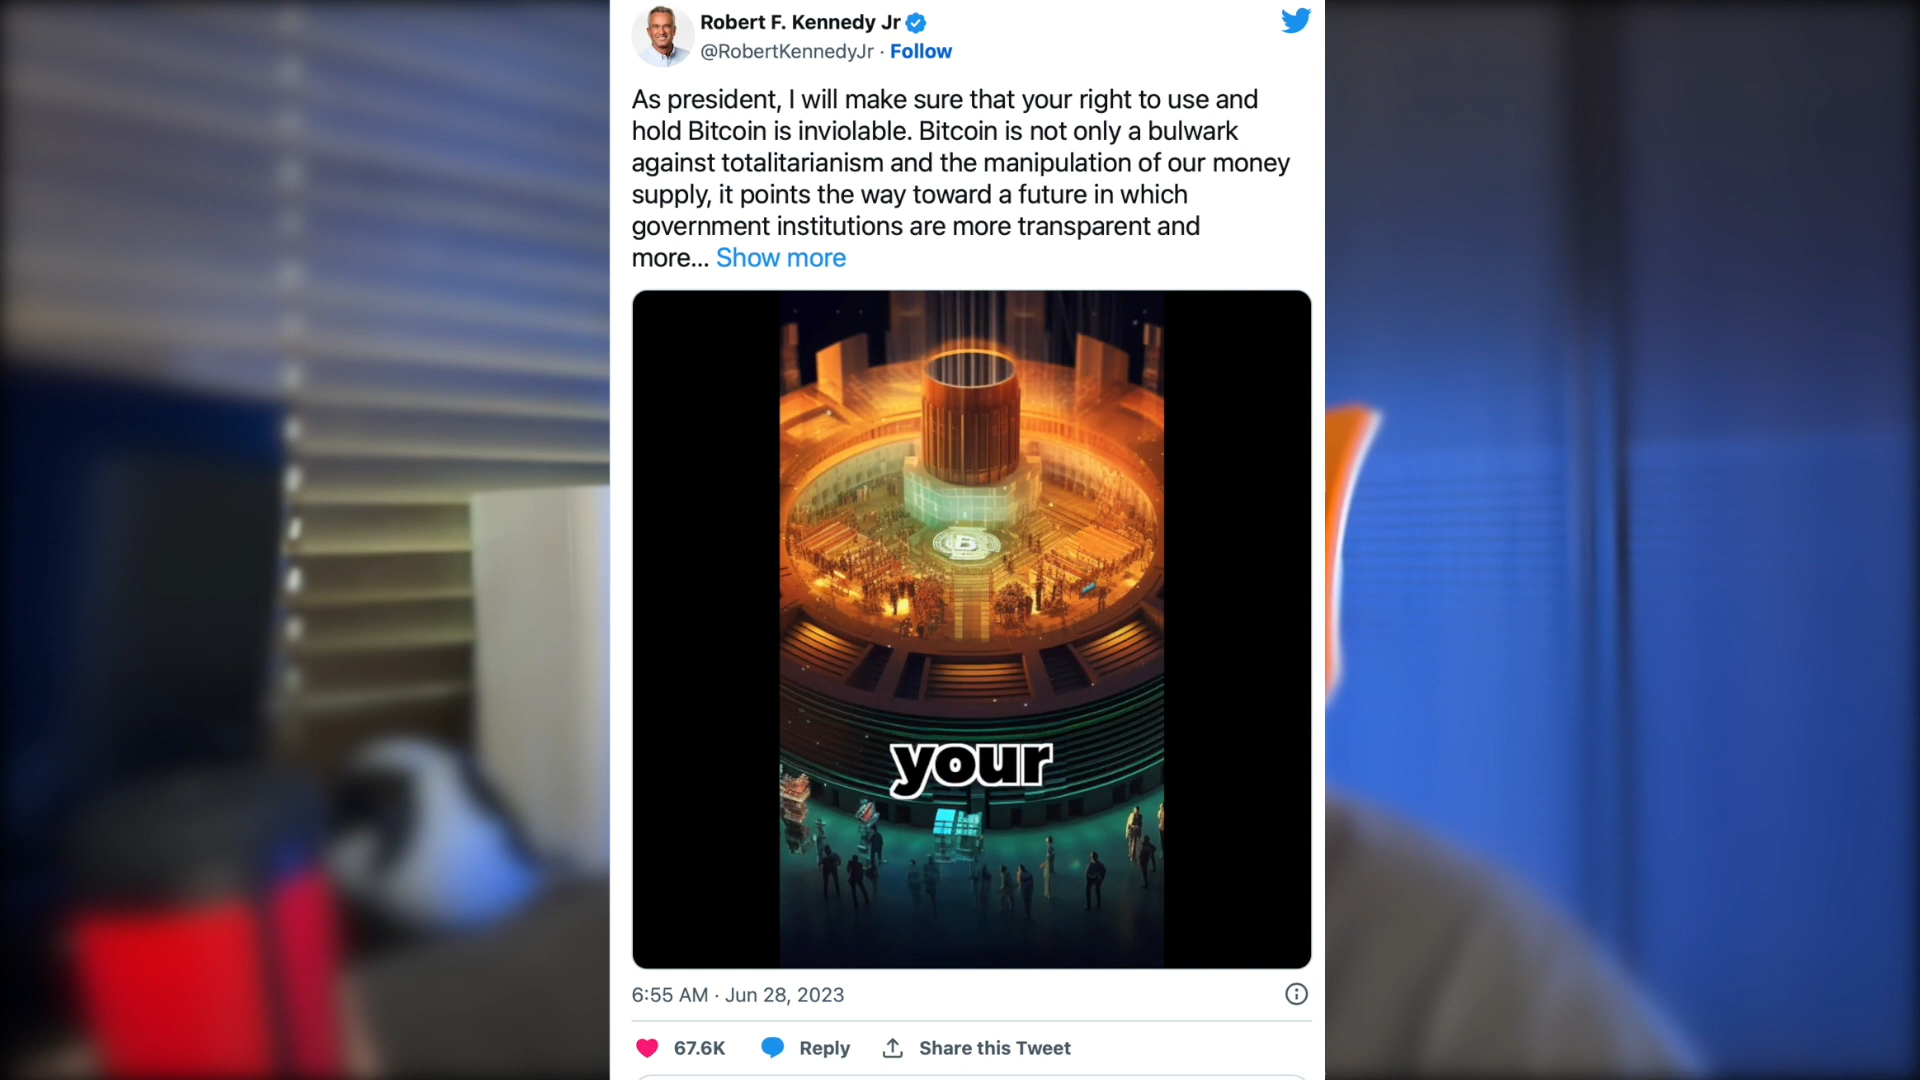 Robert F. Kennedy Jr
@RobertKennedyJr · Follow
As president, I will make sure that your right to use and
hold Bitcoin is inviolable. Bitcoin is not only a bulwark
against totalitarianism and the manipulation of our money
supply, it points the way toward a future in which
government institutions are more transparent and
more... Show more
B
your
6:55 AM · Jun 28, 2023
67.6K Reply Share this Tweet